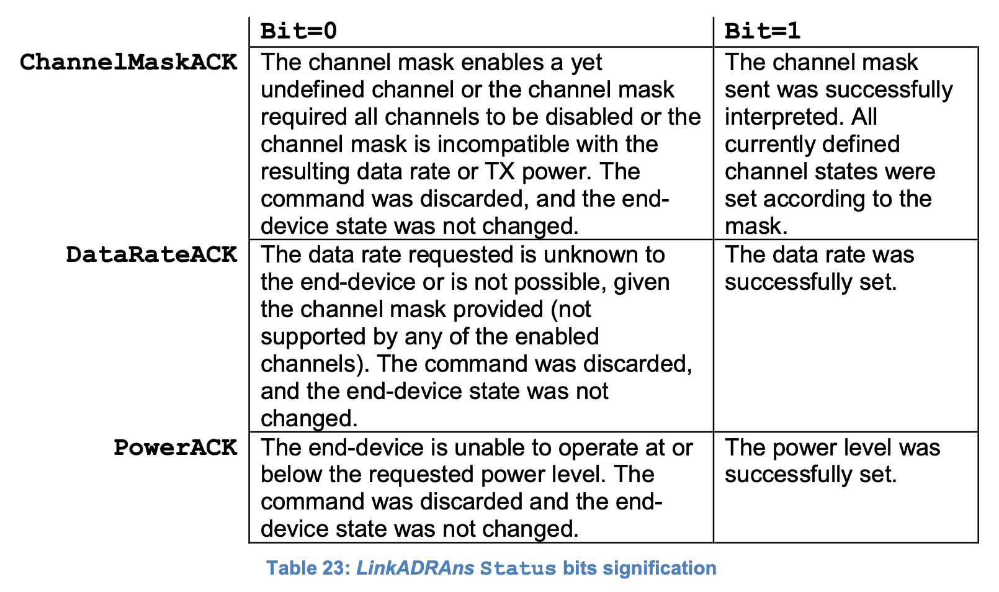 Bit=0 Bit=1
ChannelMaskACK
The channel mask enables a yet
undefined channel or the channel mask
required all channels to be disabled or the
channel mask is incompatible with the
resulting data rate or TX power. The
command was discarded, and the end-
device state was not changed.
The channel mask
sent was successfully
interpreted. All
currently defined
channel states were
set according to the
mask.
DataRateACK
The data rate requested is unknown to
the end-device or is not possible, given
the channel mask provided (not
supported by any of the enabled
channels). The command was discarded,
and the end-device state was not
changed.
The data rate was
successfully set.
PowerACK
The end-device is unable to operate at or
below the requested power level. The
command was discarded and the end-
device state was not changed.
The power level was
successfully set.
Table 23: LinkADRAns Status bits signification